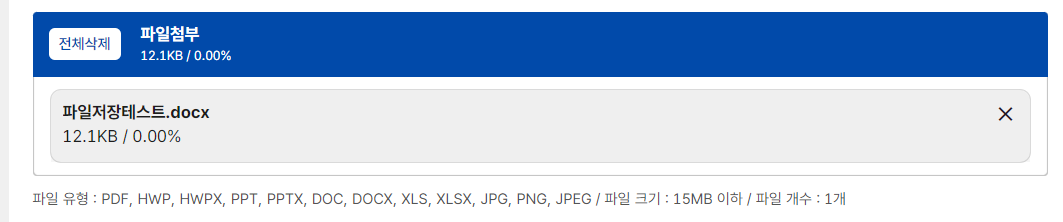 전체삭제
파일첨부
12.1KB / 0.00%
파일저장테스트.docx
12.1KB / 0.00%
파일 유형 : PDF, HWP, HWPX, PPT, PPTX, DOC, DOCX, XLS, XLSX, JPG, PNG, JPEG / 파일 크기 : 15MB 이하 / 파일 개수 : 1개